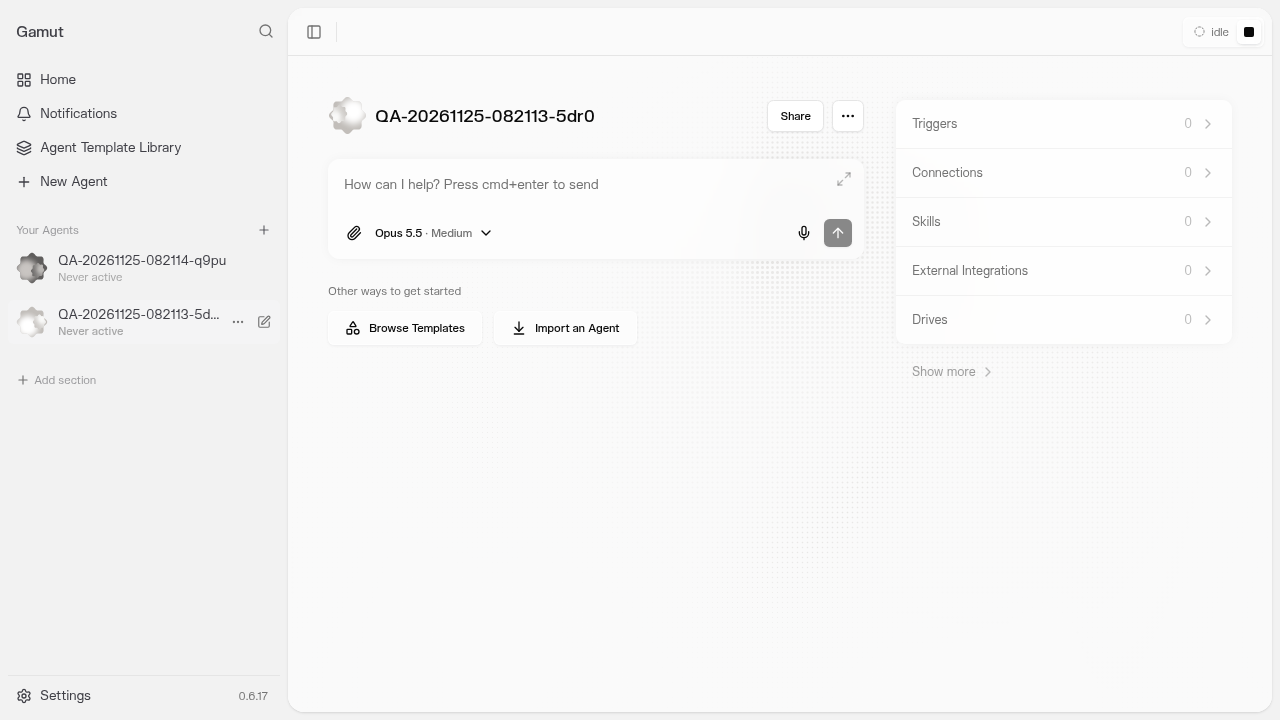 Gamut
Home
Notifications
Agent Template Library
New Agent
Your Agents
QA-20261125-082114-q9pu
Never active
QA-20261125-082113-5d...
Never active
Add section
Settings
0.6.17
idle
QA-20261125-082113-5dr0
Share
How can I help? Press cmd+enter to send
Opus 5.5 · Medium
Other ways to get started
Browse Templates
Import an Agent
Triggers 0
Connections 0
Skills 0
External Integrations 0
Drives 0
Show more